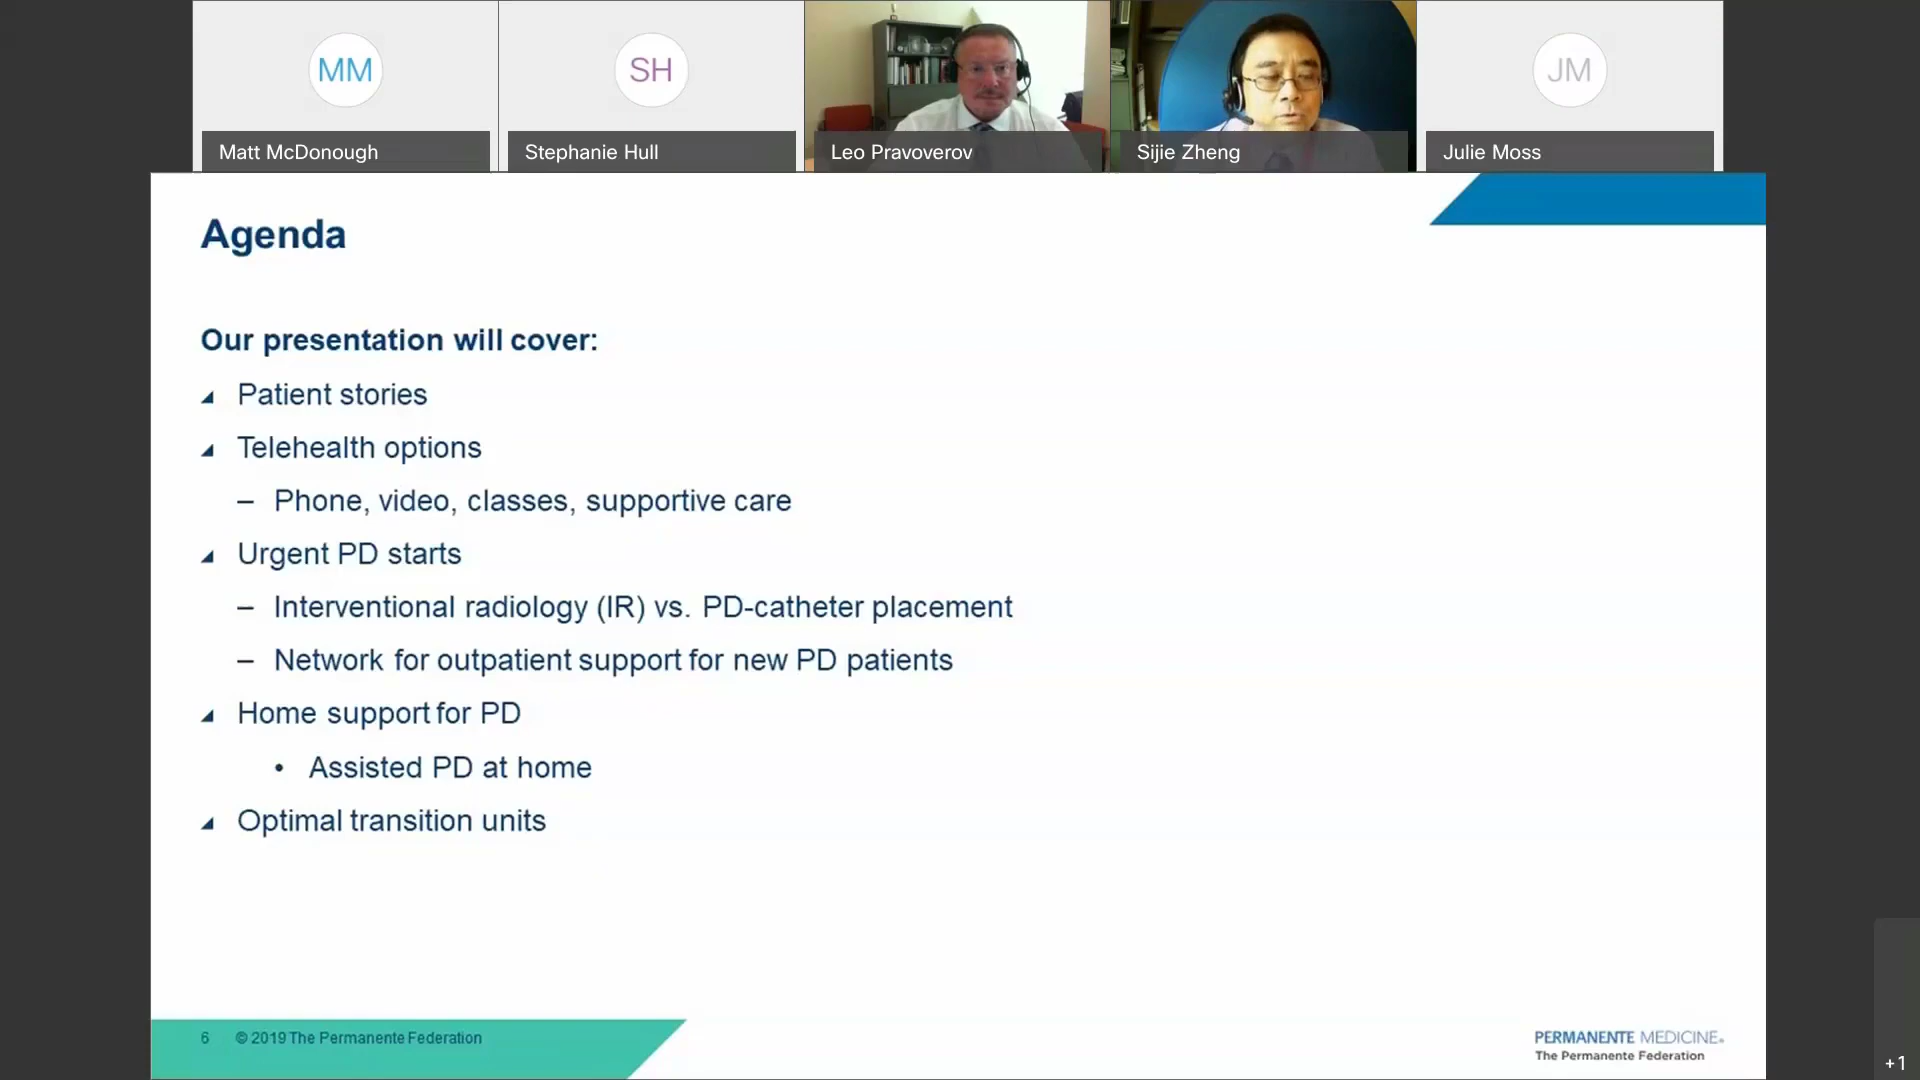 MM
SH
JM
Matt McDonough
Stephanie Hull
Leo Pravoverov
Sijie Zheng
Julie Moss
Agenda
Our presentation will cover:
Patient stories
Telehealth options
– Phone, video, classes, supportive care
Urgent PD starts
– Interventional radiology (IR) vs. PD-catheter placement
– Network for outpatient support for new PD patients
Home support for PD
• Assisted PD at home
Optimal transition units
6 © 2019 The Permanente Federation
PERMANENTE MEDICINE®
The Permanente Federation
+1